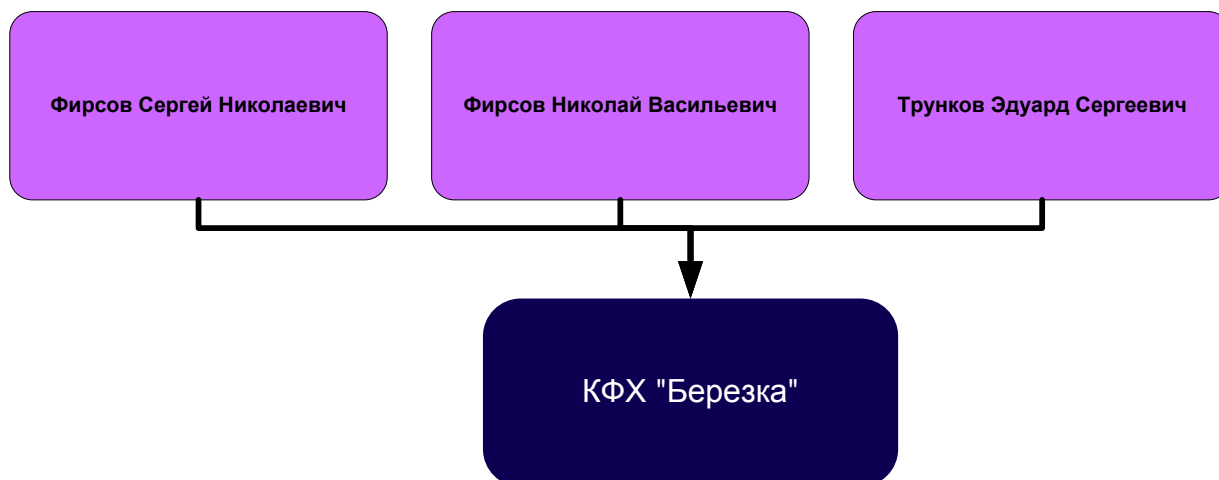 Фирсов Сергей Николаевич
Фирсов Николай Васильевич
Трунков Эдуард Сергеевич
КФХ "Березка"